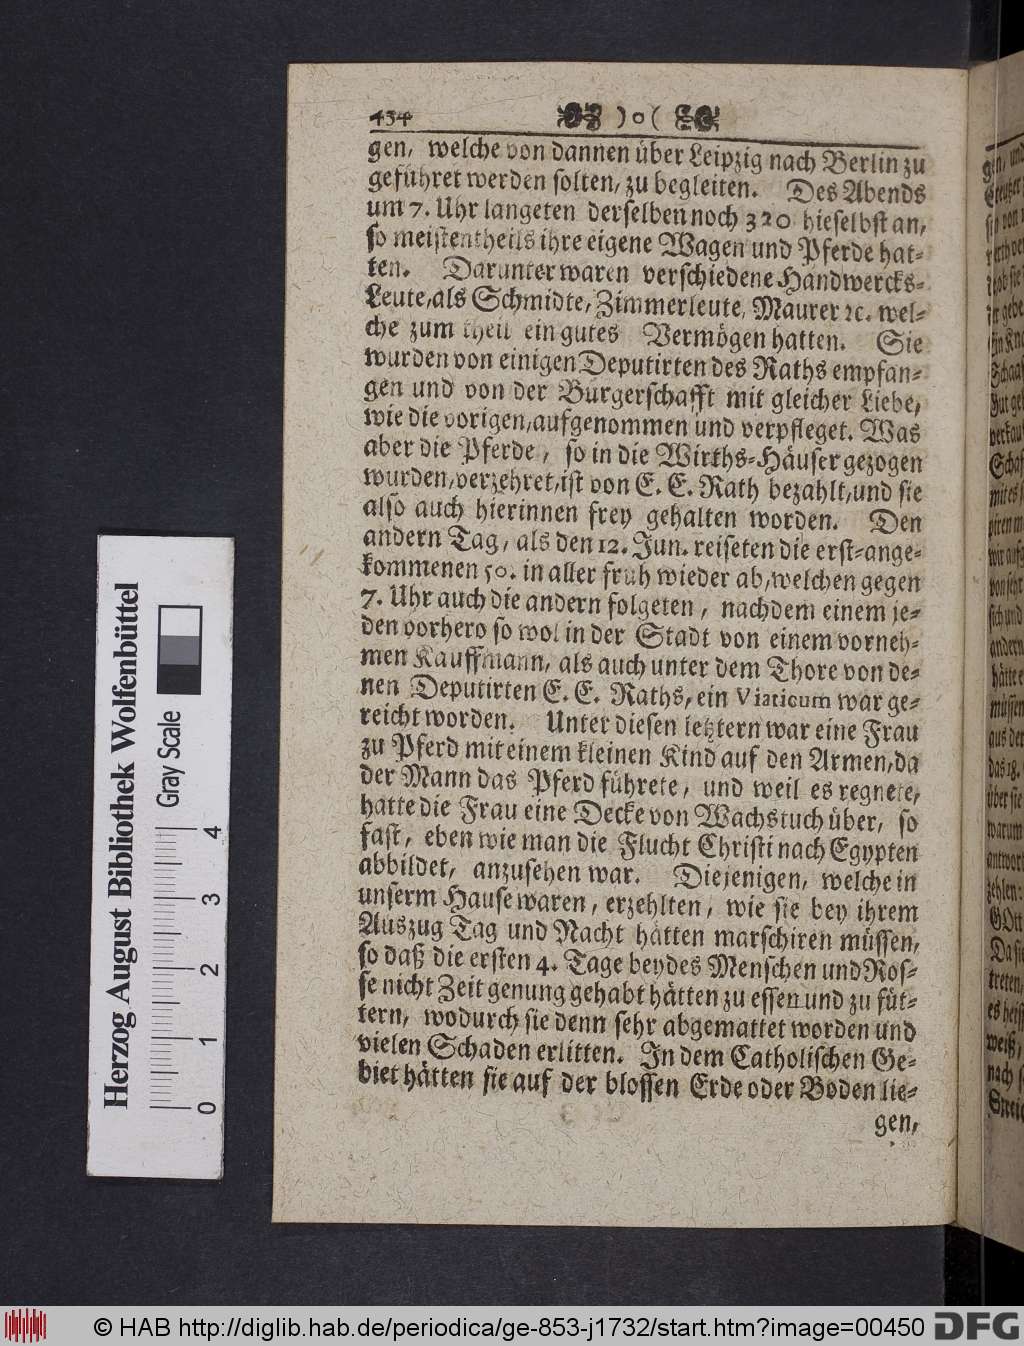 434 )o(
gen, welche von dannen über Leipzig nach Berlin zu
geführet werden solten, zu begleiten. Des Abends
um 7. Uhr langeten derselben noch 320 hieselbst an,
so meistentheils ihre eigene Wagen und Pferde hat-
ten. Darunter waren verschiedene Handwercks-
Leute, als Schmidte, Zimmerleute, Maurer ꝛc. wel-
che zum theil ein gutes Vermögen hatten. Sie
wurden von einigen Deputirten des Raths empfan-
gen und von der Bürgerschafft mit gleicher Liebe,
wie die vorigen, aufgenommen und verpfleget. Was
aber die Pferde, so in die Wirths-Häuser gezogen
wurden, verzehret, ist von E. E. Rath bezahlt, und sie
also auch hierinnen frey gehalten worden. Den
andern Tag, als den 12. Jun. reiseten die erst-ange-
kommenen 50. in aller früh wieder ab, welchen gegen
7. Uhr auch die andern folgeten, nachdem einem je-
den vorhero so wol in der Stadt von einem vorneh-
men Kauffmann, als auch unter dem Thore von de-
nen Deputirten E. E. Raths, ein Viaticum war ge-
reicht worden. Unter diesen letztern war eine Frau
zu Pferd mit einem kleinen Kind auf den Armen, da
der Mann das Pferd führete, und weil es regnete,
hatte die Frau eine Decke von Wachstuch über, so
fast, eben wie man die Flucht Christi nach Egypten
abbildet, anzusehen war. Diejenigen, welche in
unserm Hause waren, erzehlten, wie sie bey ihrem
Auszug Tag und Nacht hätten marschiren müssen,
so daß die ersten 4. Tage beydes Menschen und Ros-
se nicht Zeit genung gehabt hätten zu essen und zu füt-
tern, wodurch sie denn sehr abgemattet worden und
vielen Schaden erlitten. In dem Catholischen Ge-
biet hätten sie auf der blossen Erde oder Boden lie-
gen,
Herzog August Bibliothek Wolfenbüttel
Gray Scale
0 1 2 3 4
© HAB http://diglib.hab.de/periodica/ge-853-j1732/start.htm?image=00450 DFG